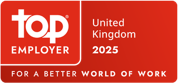 top
EMPLOYER
United
Kingdom
2025
FOR A BETTER WORLD OF WORK